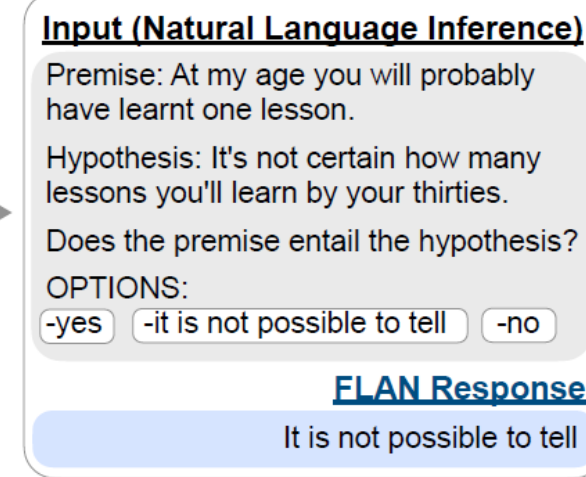 Input (Natural Language Inference)
Premise: At my age you will probably
have learnt one lesson.
Hypothesis: It's not certain how many
lessons you'll learn by your thirties.
Does the premise entail the hypothesis?
OPTIONS:
-yes -it is not possible to tell -no
FLAN Response
It is not possible to tell